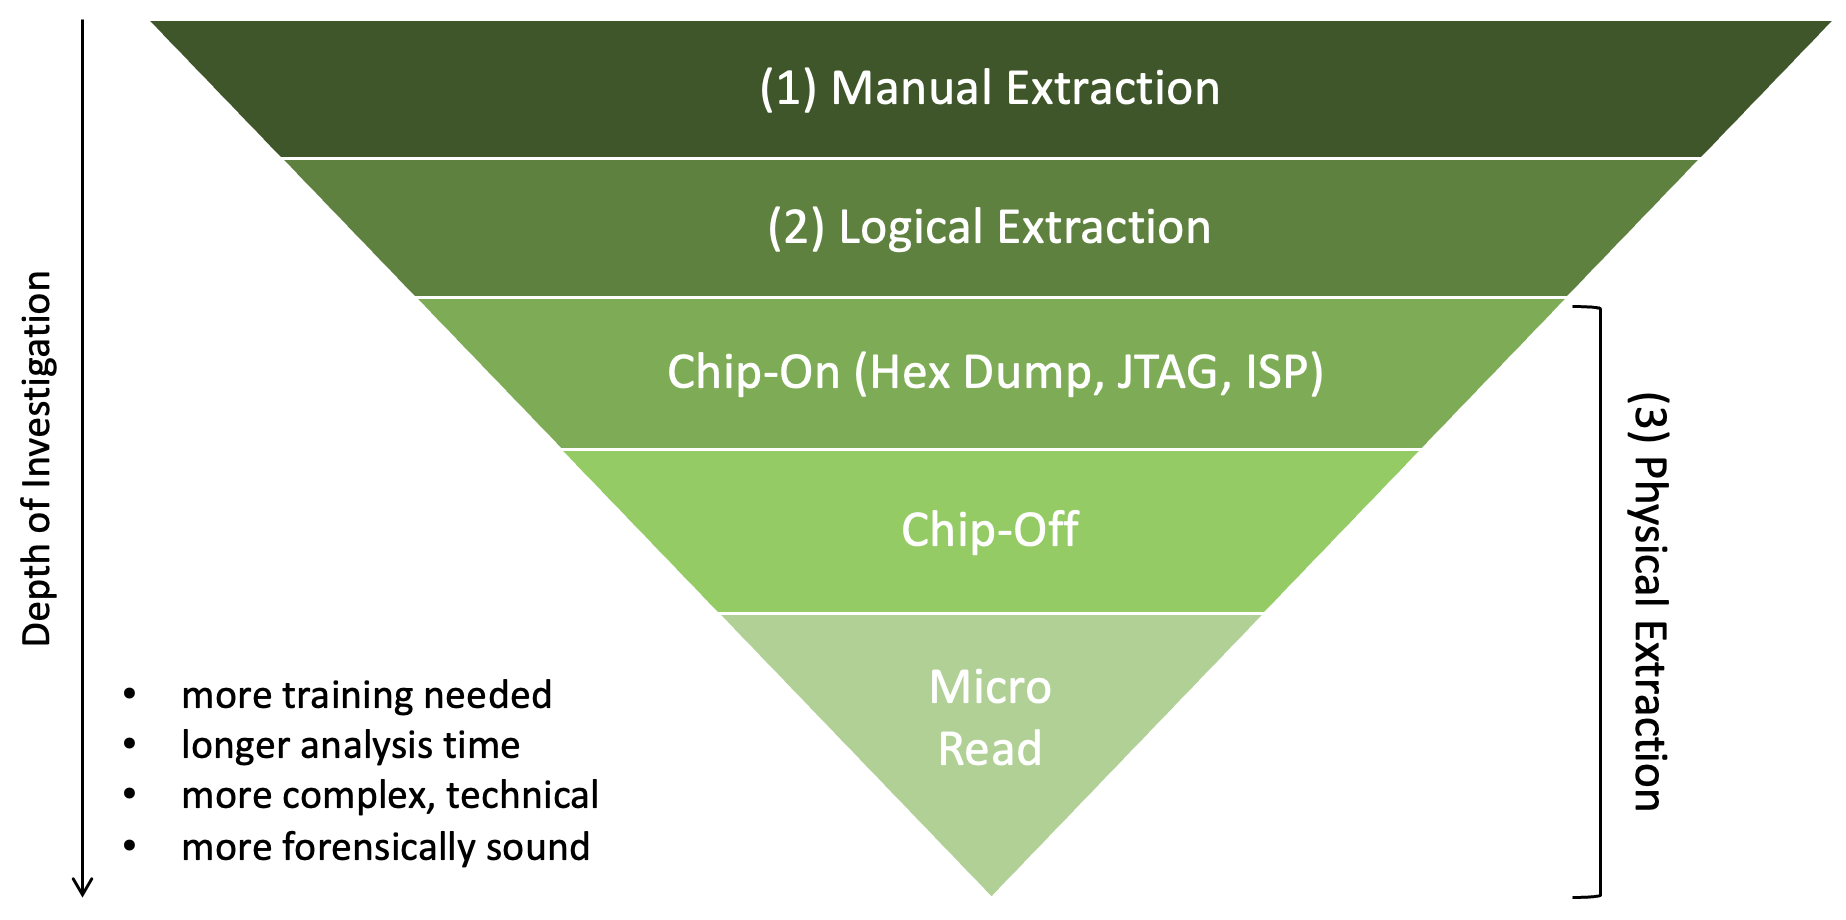 (1) Manual Extraction
(2) Logical Extraction
Chip-On (Hex Dump, JTAG, ISP)
Chip-Off
Micro
Read
(3) Physical Extraction
Depth of Investigation
• more training needed
• longer analysis time
• more complex, technical
• more forensically sound